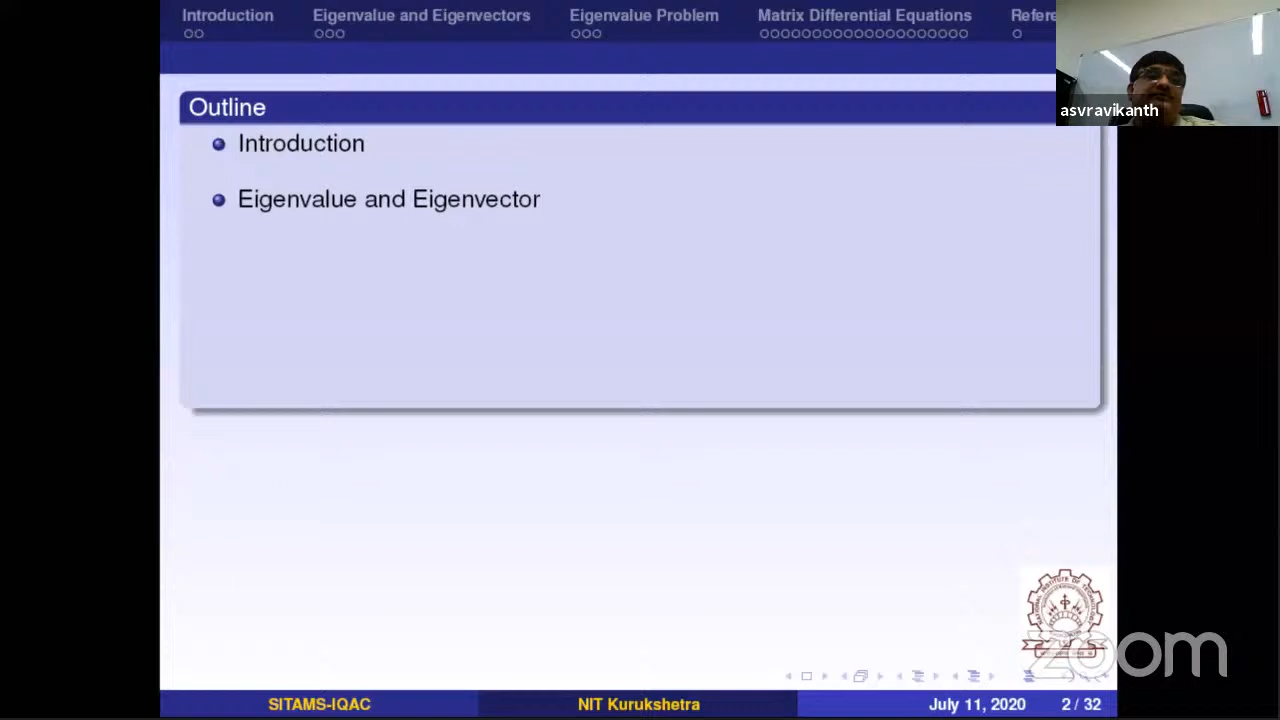 Introduction Eigenvalue and Eigenvectors Eigenvalue Problem Matrix Differential Equations Refere
asvravikanth
Outline
Introduction
Eigenvalue and Eigenvector
zoom
SITAMS-IQAC NIT Kurukshetra July 11, 2020 2 / 32